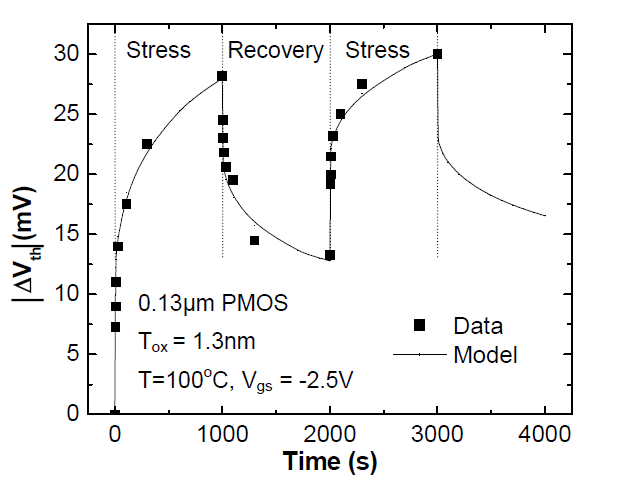 Stress Recovery Stress
30
25
20
15
10
5
0
|ΔVth|(mV)
0.13µm PMOS
Tox = 1.3nm
T=100°C, Vgs = -2.5V
Data
Model
0 1000 2000 3000 4000
Time (s)